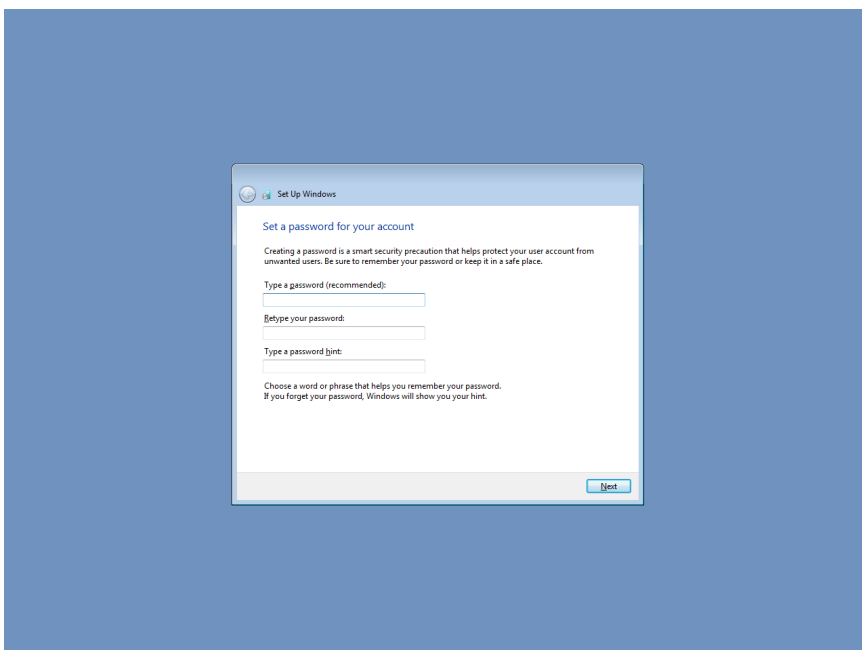 Set Up Windows
Set a password for your account
Creating a password is a smart security precaution that helps protect your user account from
unwanted users. Be sure to remember your password or keep it in a safe place.
Type a password (recommended):
Retype your password:
Type a password hint:
Choose a word or phrase that helps you remember your password.
If you forget your password, Windows will show you your hint.
Next